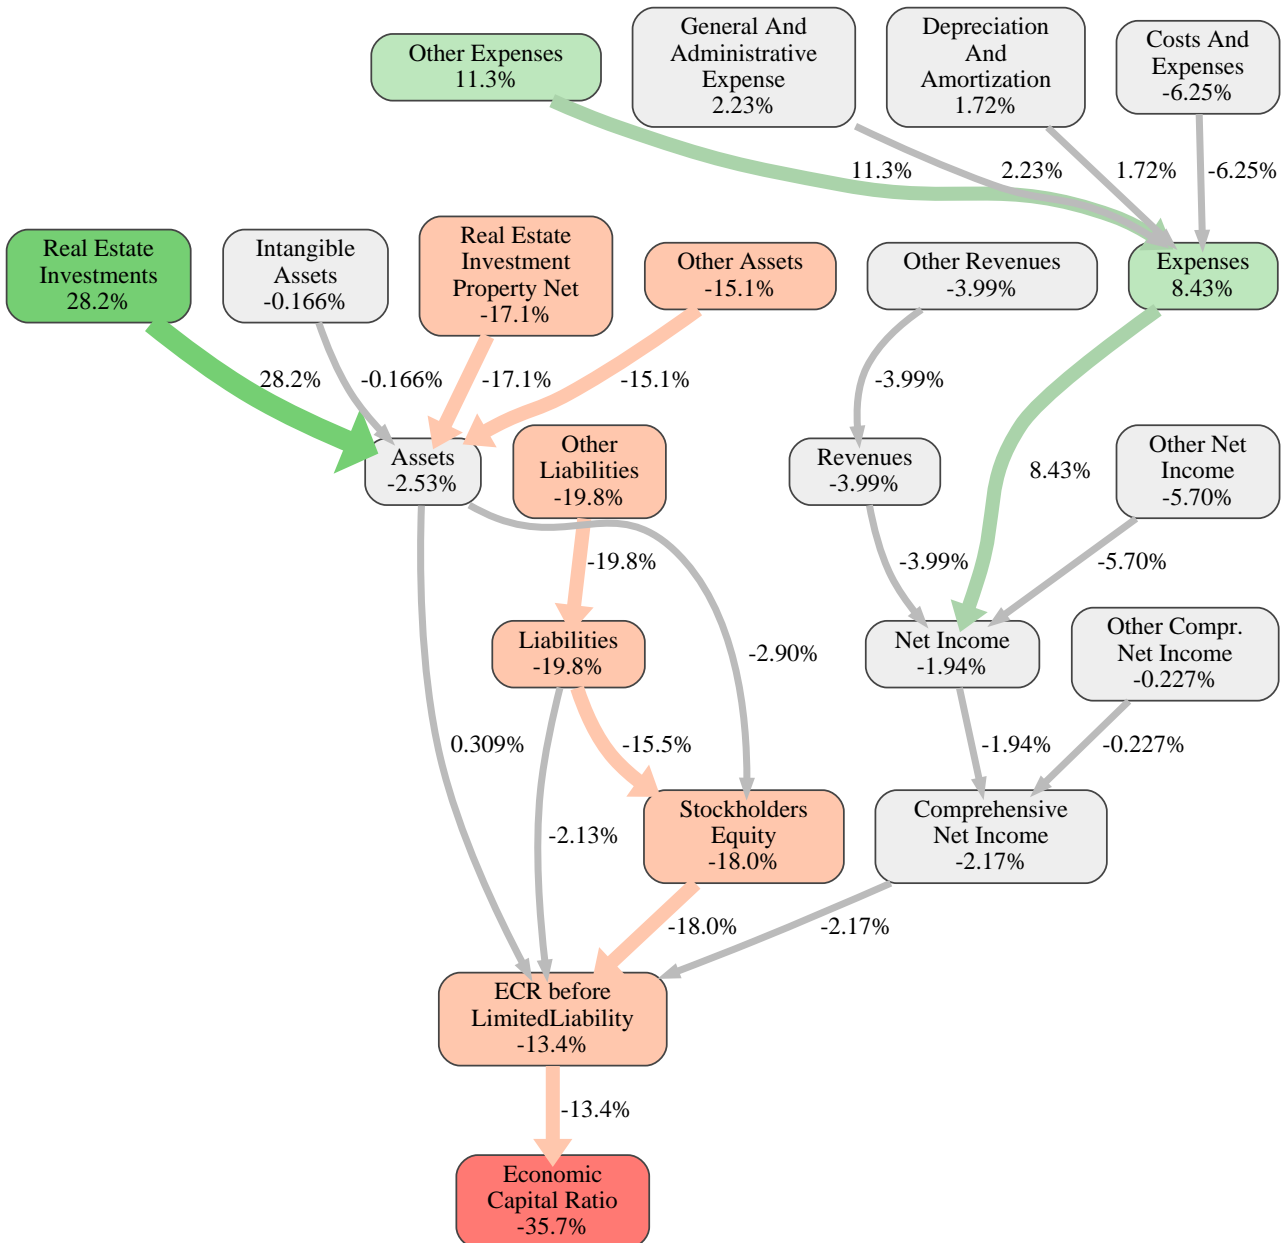 Other Expenses
11.3%
General And
Administrative
Expense
2.23%
Depreciation
And
Amortization
1.72%
Costs And
Expenses
-6.25%
11.3%
2.23%
1.72%
-6.25%
Real Estate
Investments
28.2%
Intangible
Assets
-0.166%
Real Estate
Investment
Property Net
-17.1%
Other Assets
-15.1%
Other Revenues
-3.99%
Expenses
8.43%
28.2%
-0.166%
-17.1%
-15.1%
-3.99%
Assets
-2.53%
Other
Liabilities
-19.8%
Revenues
-3.99%
8.43%
Other Net
Income
-5.70%
-19.8%
-3.99%
-5.70%
Liabilities
-19.8%
-2.90%
Net Income
-1.94%
Other Compr.
Net Income
-0.227%
0.309%
-15.5%
-1.94%
-0.227%
-2.13%
Stockholders
Equity
-18.0%
Comprehensive
Net Income
-2.17%
-18.0%
-2.17%
ECR before
LimitedLiability
-13.4%
-13.4%
Economic
Capital Ratio
-35.7%